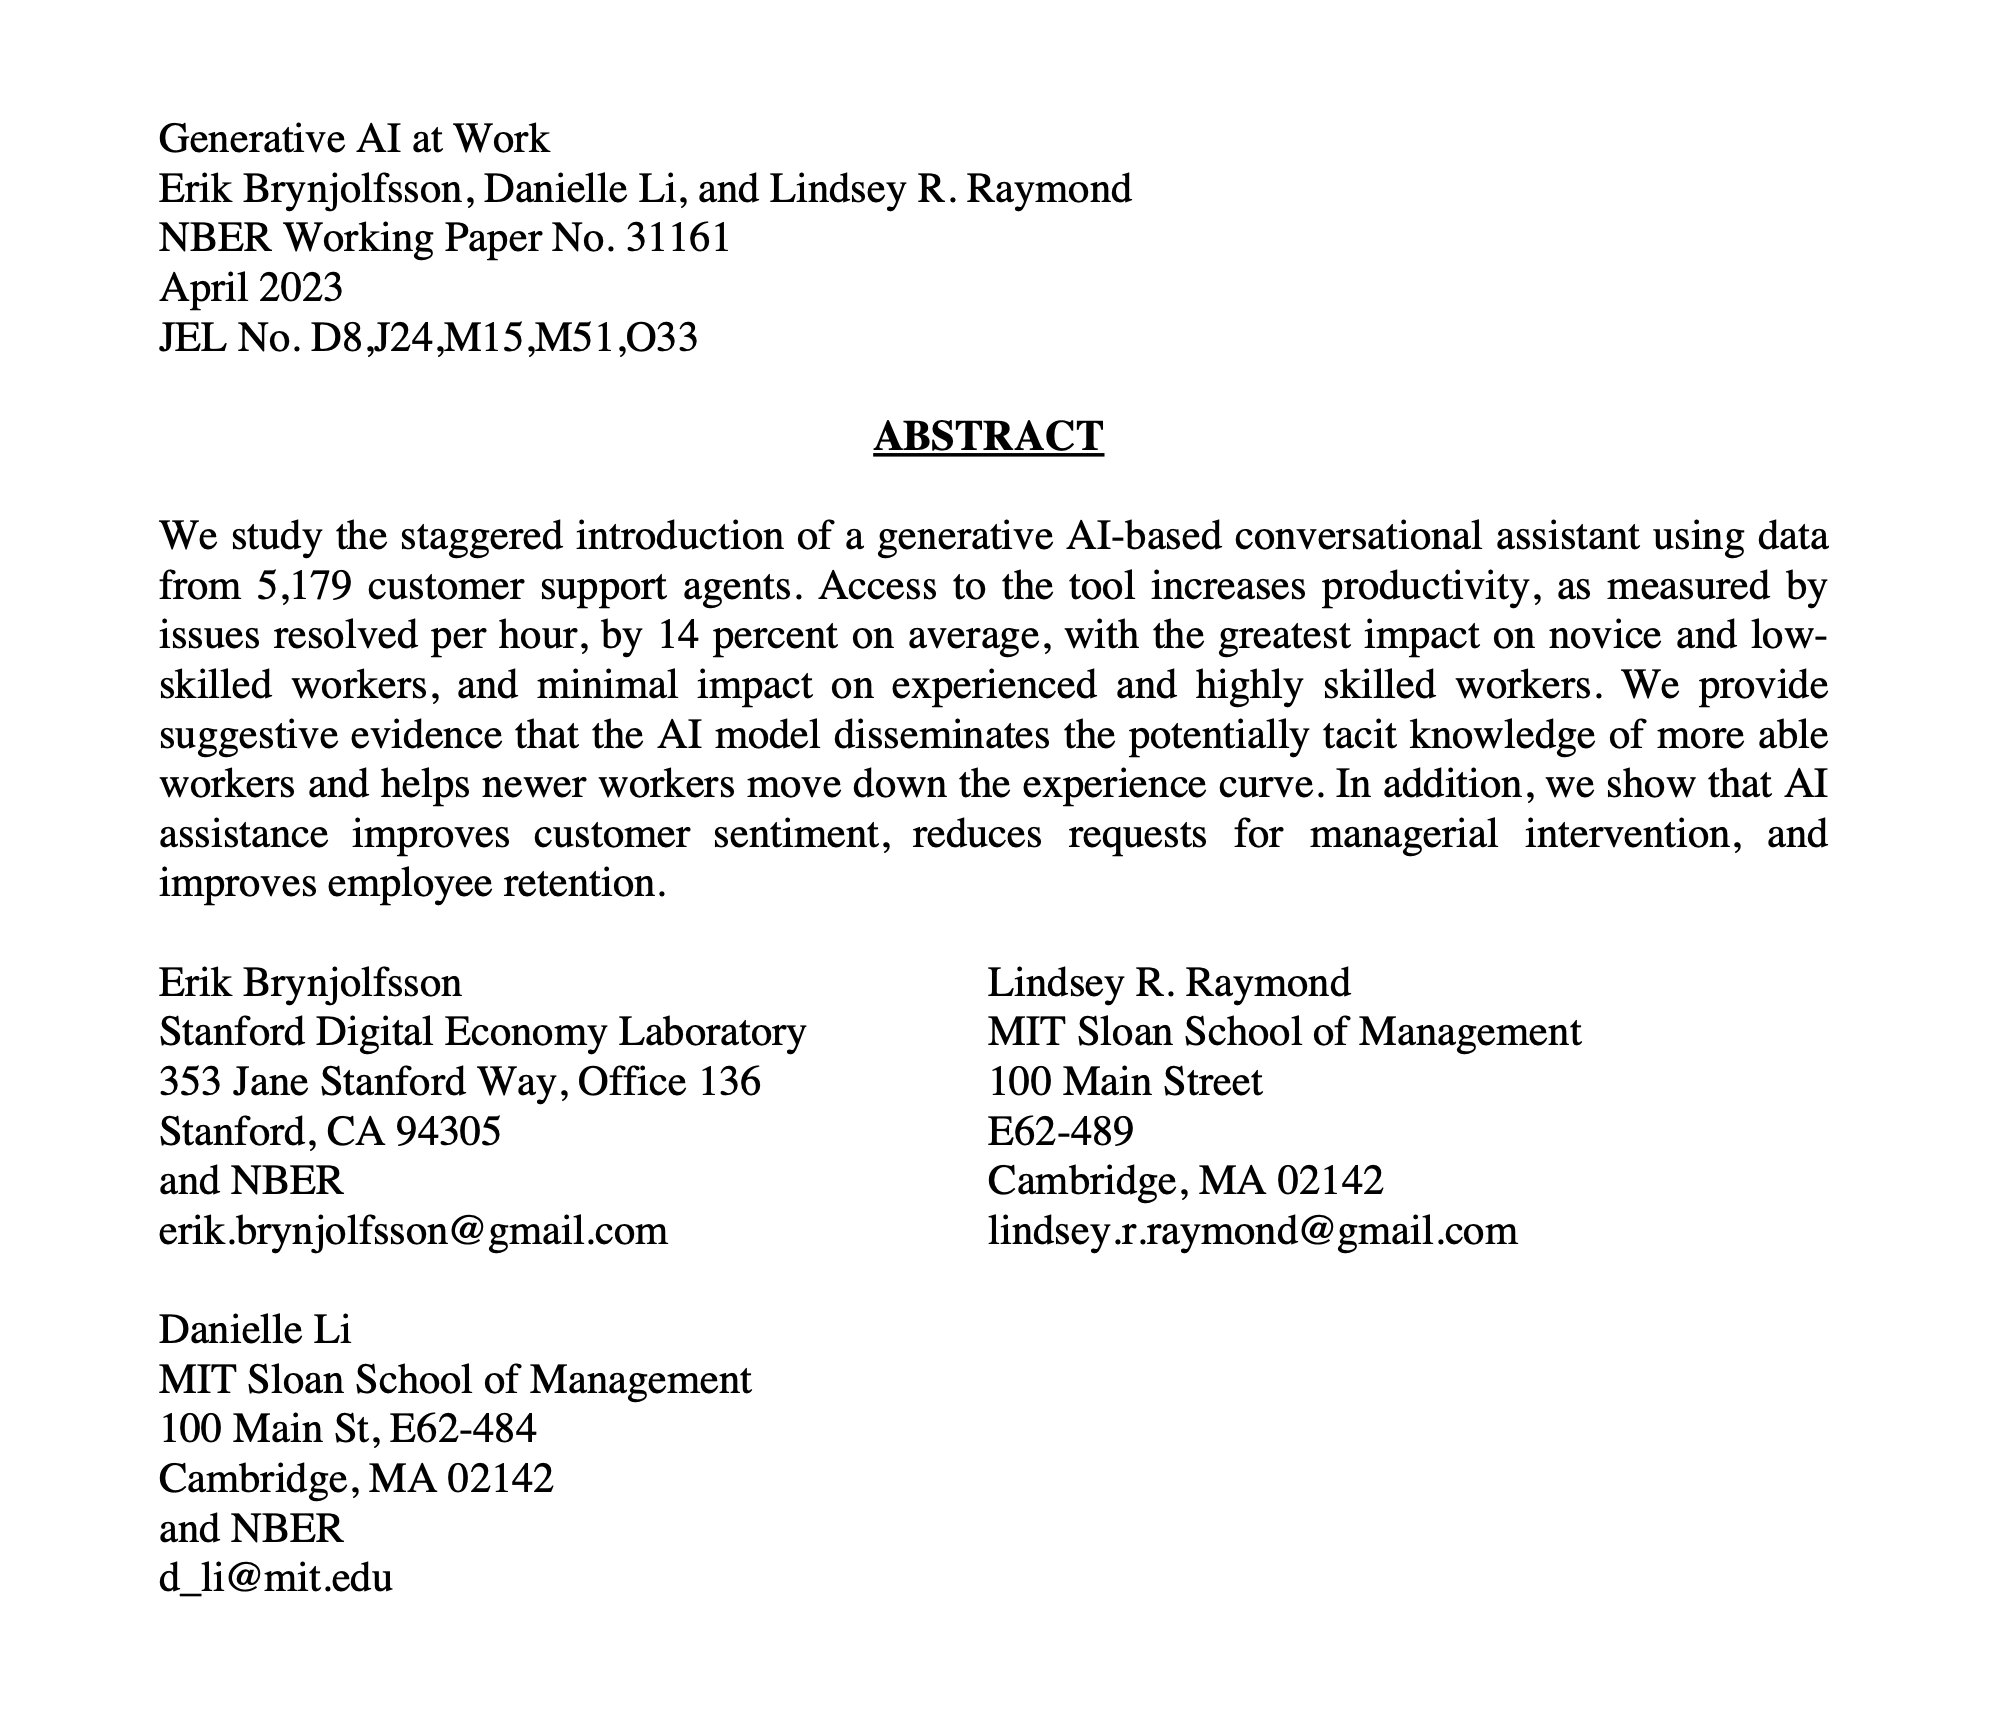 Generative AI at Work
Erik Brynjolfsson, Danielle Li, and Lindsey R. Raymond
NBER Working Paper No. 31161
April 2023
JEL No. D8,J24,M15,M51,O33
ABSTRACT
We study the staggered introduction of a generative AI-based conversational assistant using data
from 5,179 customer support agents. Access to the tool increases productivity, as measured by
issues resolved per hour, by 14 percent on average, with the greatest impact on novice and low-
skilled workers, and minimal impact on experienced and highly skilled workers. We provide
suggestive evidence that the AI model disseminates the potentially tacit knowledge of more able
workers and helps newer workers move down the experience curve. In addition, we show that AI
assistance improves customer sentiment, reduces requests for managerial intervention, and
improves employee retention.
Erik Brynjolfsson
Stanford Digital Economy Laboratory
353 Jane Stanford Way, Office 136
Stanford, CA 94305
and NBER
erik.brynjolfsson@gmail.com
Danielle Li
MIT Sloan School of Management
100 Main St, E62-484
Cambridge, MA 02142
and NBER
d_li@mit.edu
Lindsey R. Raymond
MIT Sloan School of Management
100 Main Street
E62-489
Cambridge, MA 02142
lindsey.r.raymond@gmail.com